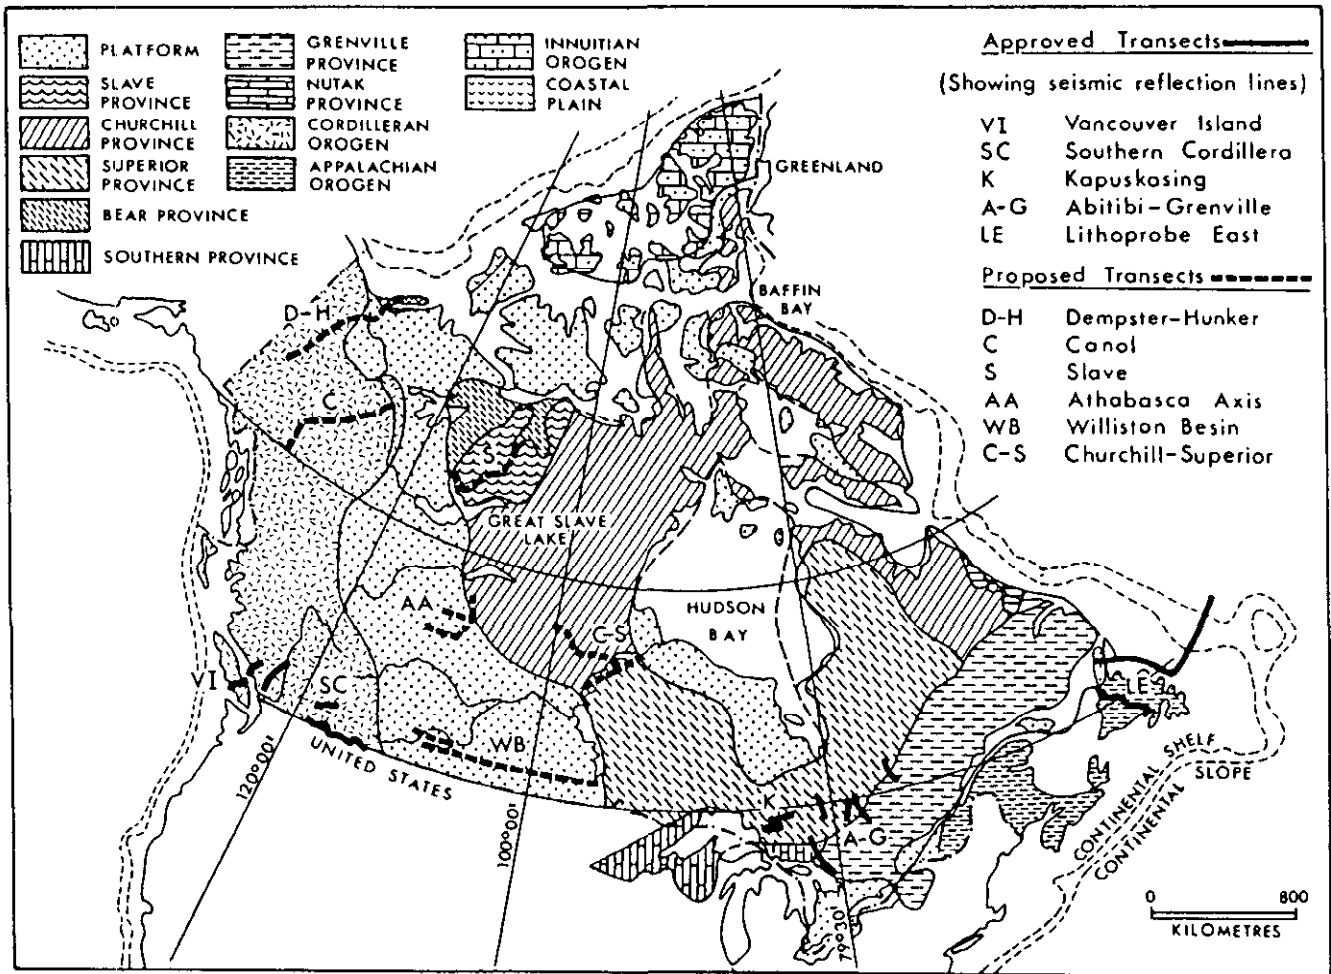 PLATFORM
SLAVE
PROVINCE
CHURCHILL
PROVINCE
SUPERIOR
PROVINCE
BEAR PROVINCE
SOUTHERN PROVINCE
GRENVILLE
PROVINCE
NUTAK
PROVINCE
CORDILLERAN
OROGEN
APPALACHIAN
OROGEN
INNUITIAN
OROGEN
COASTAL
PLAIN
Approved Transects
(Showing seismic reflection lines)
VI Vancouver Island
SC Southern Cordillera
K Kapuskasing
A-G Abitibi-Grenville
LE Lithoprobe East
Proposed Transects
D-H Dempster-Hunker
C Canol
S Slave
AA Athabasca Axis
WB Williston Besin
C-S Churchill-Superior
GREENLAND
BAFFIN
BAY
D-H
C
S
GREAT SLAVE
LAKE
AA
C-S
HUDSON
BAY
VI
SC
WB
LE
UNITED STATES
K
A-G
120°00'
100°00'
79°30'
CONTINENTAL SHELF
CONTINENTAL SLOPE
0 800
KILOMETRES